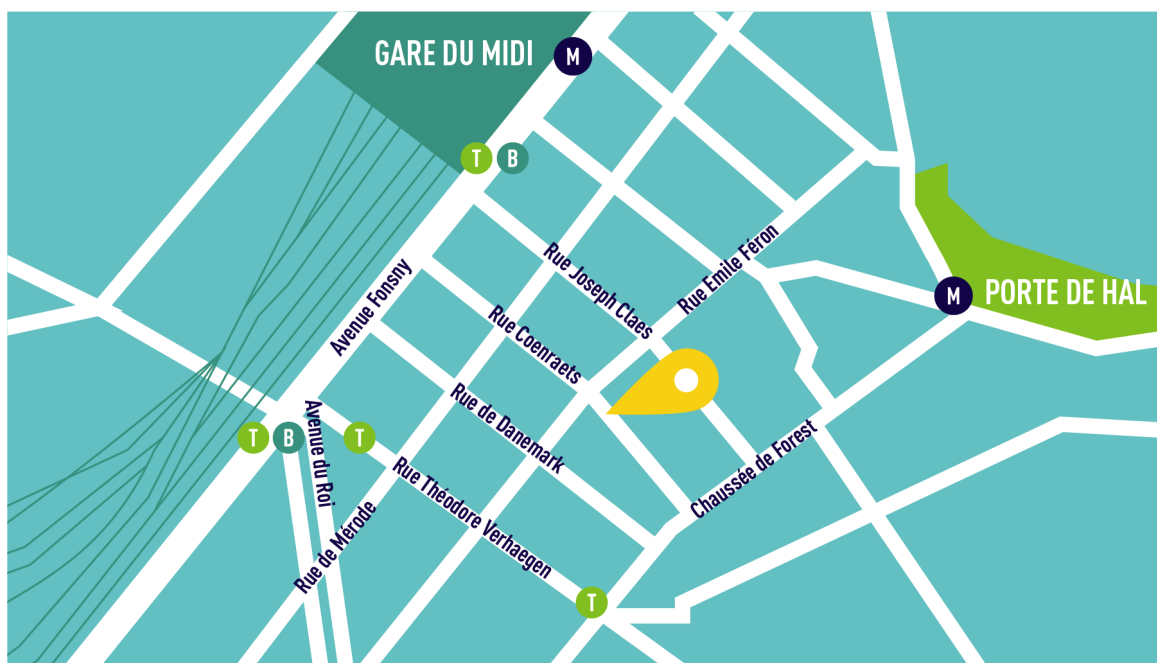 GARE DU MIDI
M
T
B
Rue Joseph Claes
Rue Emile Féron
Avenue Fonsny
M
PORTE DE HAL
Rue Coenraets
Rue de Danemark
Avenue du Roi
T
B
T
Chaussée de Forest
Rue Théodore Verhaegen
Rue de Mérode
T